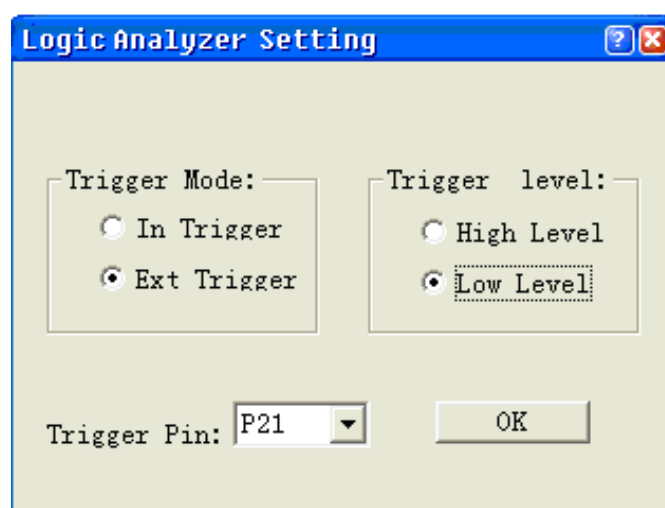 Logic Analyzer Setting
Trigger Mode:
In Trigger
Ext Trigger
Trigger level:
High Level
Low Level
Trigger Pin: P21
OK